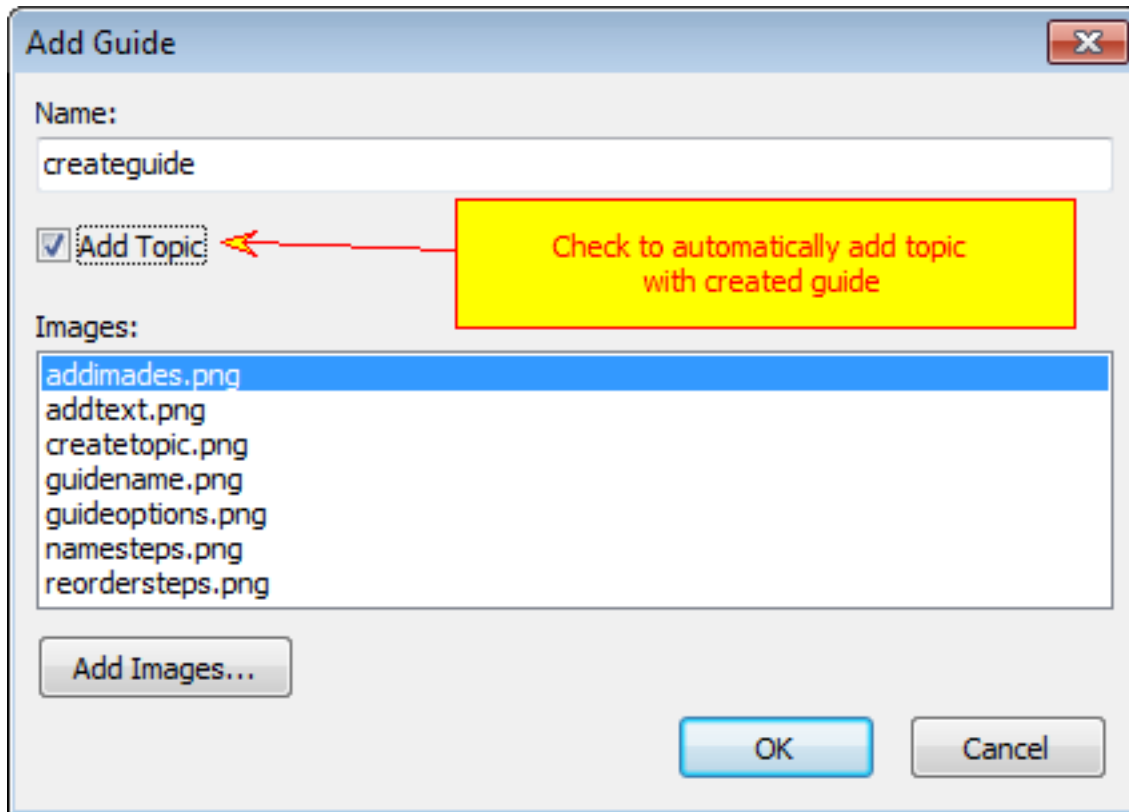 Add Guide
Name:
createguide
Add Topic
Check to automatically add topic
with created guide
Images:
addimades.png
addtext.png
createtopic.png
guidename.png
guideoptions.png
namesteps.png
reordersteps.png
Add Images...
OK
Cancel